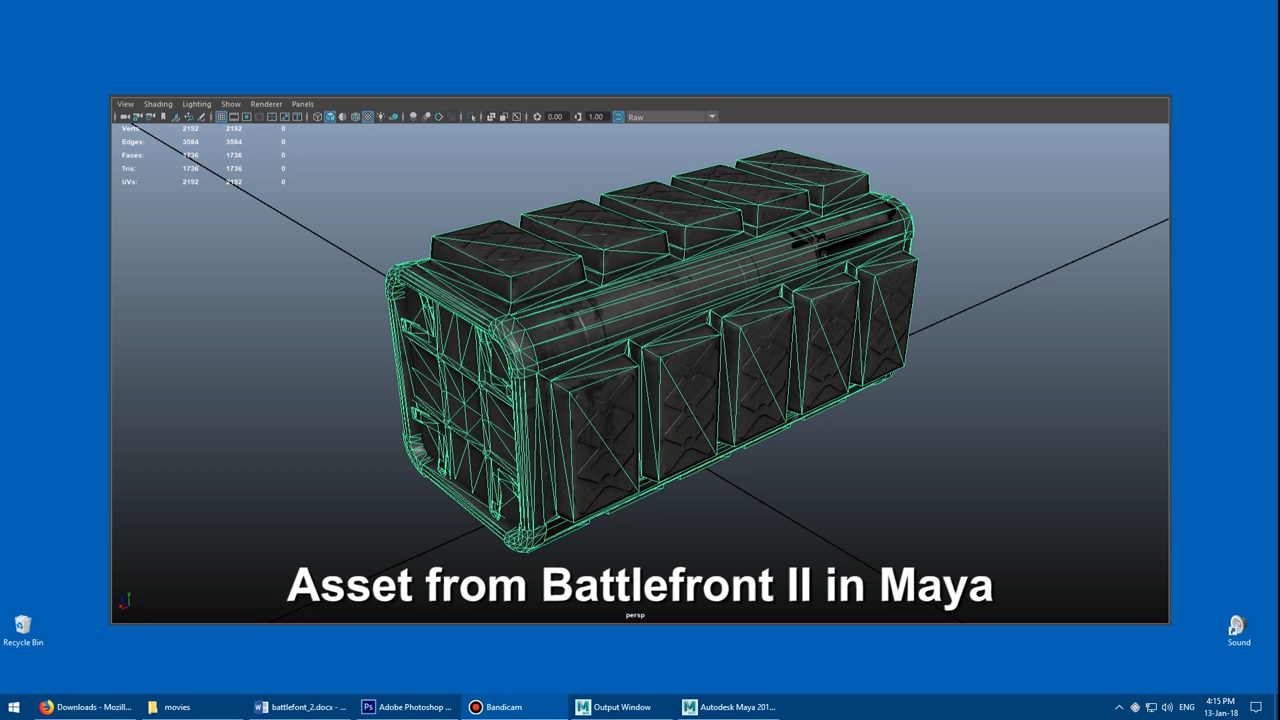 View Shading Lighting Show Renderer Panels
0.00 1.00 Raw
Verts: 2192 2192 0
Edges: 3584 3584 0
Faces: 1736 1736 0
Tris: 1736 1736 0
UVs: 2192 2192 0
Asset from Battlefront II in Maya
persp
Recycle Bin
Sound
Downloads - Mozill...
movies
battlefont_2.docx - ...
Adobe Photoshop ...
Bandicam
Output Window
Autodesk Maya 201...
ENG
4:15 PM
13-Jan-18